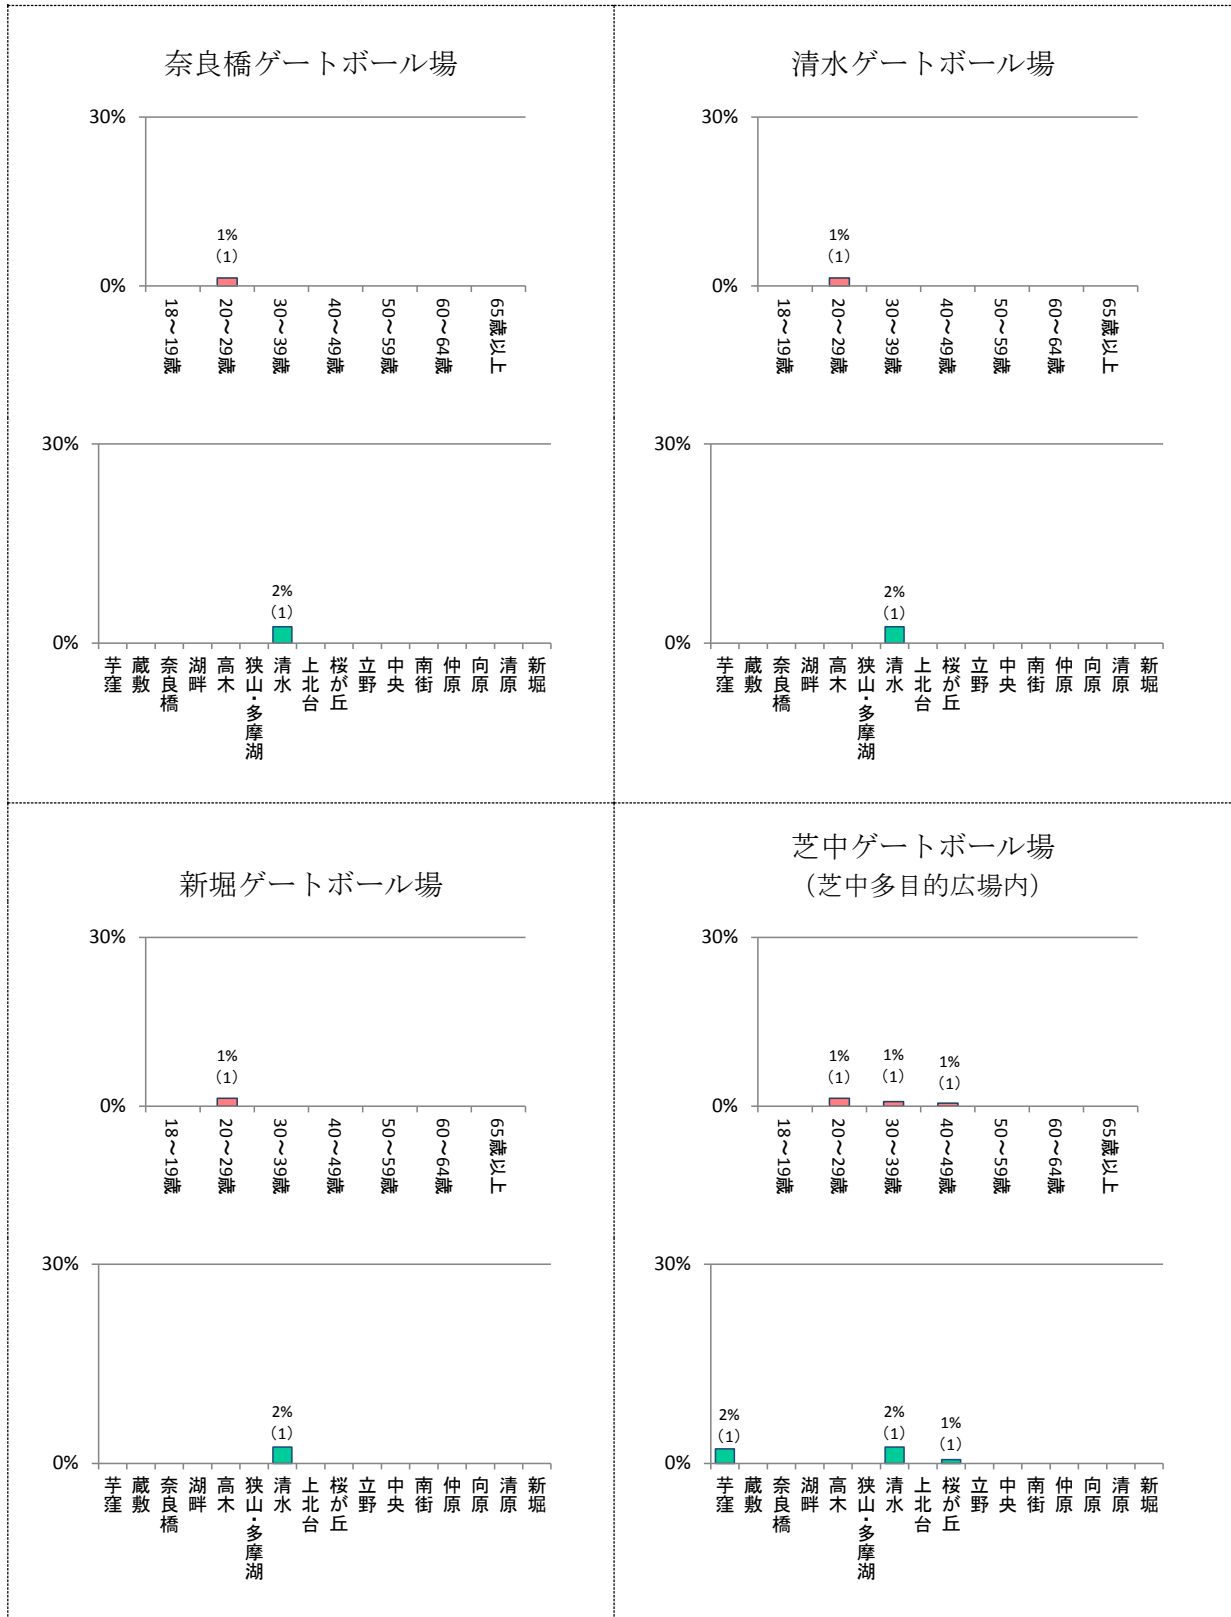 奈良橋ゲートボール場
30%
1%
(1)
0%
18〜19歳
20〜29歳
30〜39歳
40〜49歳
50〜59歳
60〜64歳
65歳以上
30%
2%
(1)
0%
芋窪
蔵敷
奈良橋
湖畔
高木
狭山・多摩湖
清水
上北台
桜が丘
立野
中央
南街
仲原
向原
清原
新堀
清水ゲートボール場
30%
1%
(1)
0%
18〜19歳
20〜29歳
30〜39歳
40〜49歳
50〜59歳
60〜64歳
65歳以上
30%
2%
(1)
0%
芋窪
蔵敷
奈良橋
湖畔
高木
狭山・多摩湖
清水
上北台
桜が丘
立野
中央
南街
仲原
向原
清原
新堀
新堀ゲートボール場
30%
1%
(1)
0%
18〜19歳
20〜29歳
30〜39歳
40〜49歳
50〜59歳
60〜64歳
65歳以上
30%
2%
(1)
0%
芋窪
蔵敷
奈良橋
湖畔
高木
狭山・多摩湖
清水
上北台
桜が丘
立野
中央
南街
仲原
向原
清原
新堀
芝中ゲートボール場
(芝中多目的広場内)
30%
1%
(1)
1%
(1)
1%
(1)
0%
18〜19歳
20〜29歳
30〜39歳
40〜49歳
50〜59歳
60〜64歳
65歳以上
30%
2%
(1)
2%
(1)
1%
(1)
0%
芋窪
蔵敷
奈良橋
湖畔
高木
狭山・多摩湖
清水
上北台
桜が丘
立野
中央
南街
仲原
向原
清原
新堀